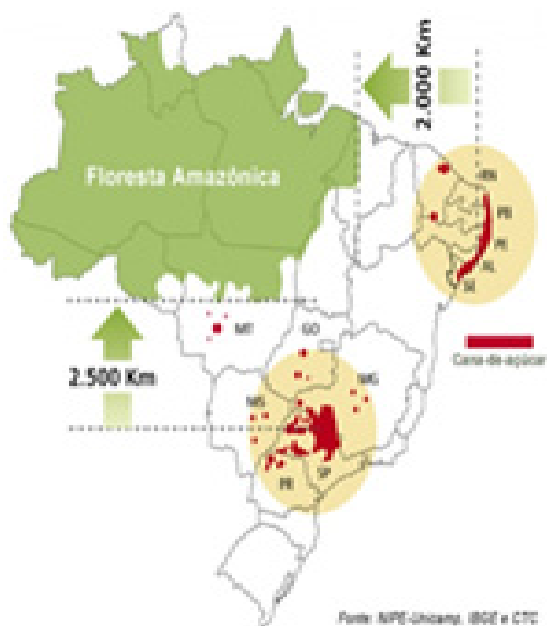 2.000 Km
Floresta Amazônica
RN
PB
PE
AL
SE
MT
GO
Cana-de-açúcar
2.500 Km
MS
MG
SP
PR
Fonte: NIPE-Unicamp, IBGE e CTC